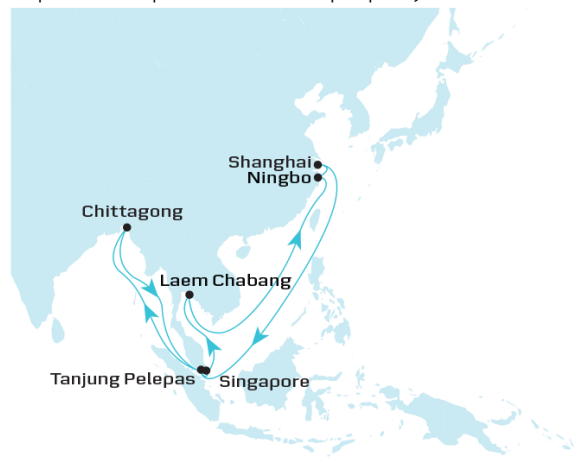 Shanghai
Ningbo
Chittagong
Laem Chabang
Tanjung Pelepas
Singapore